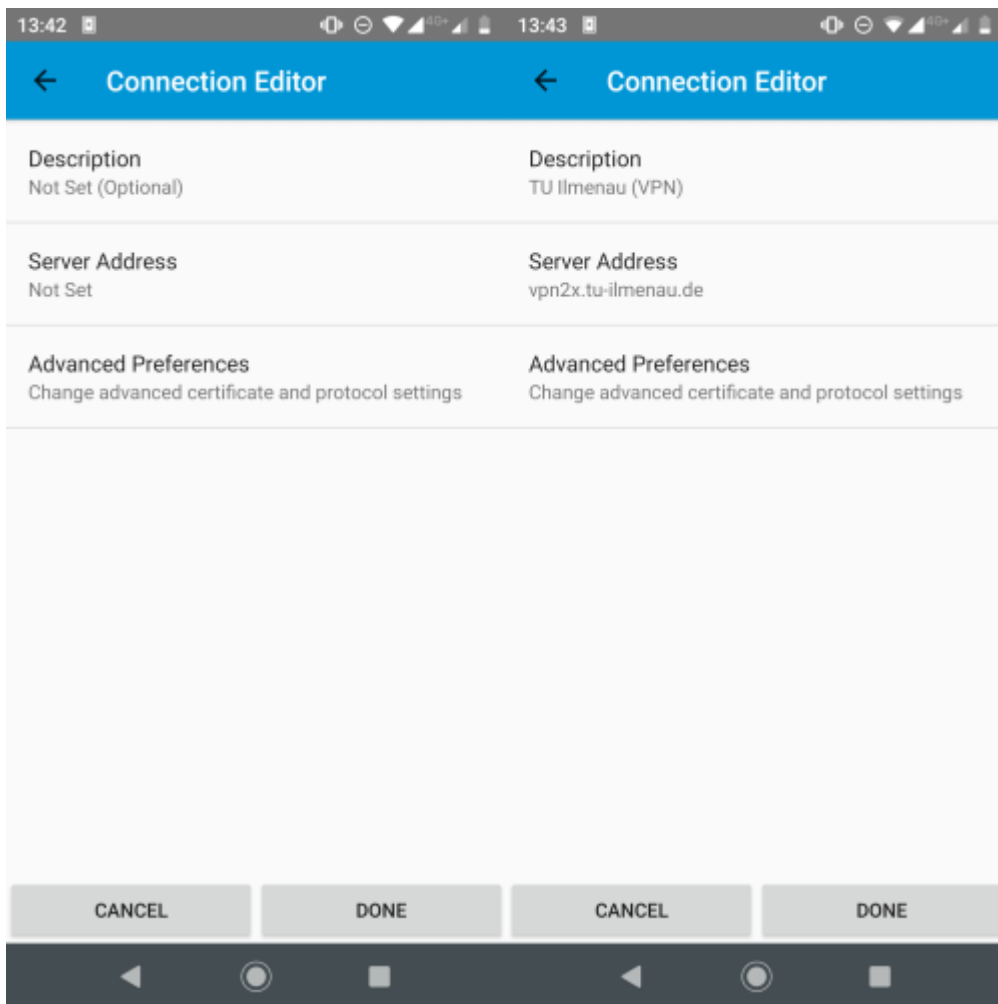 13:42
4G+
Connection Editor
Description
Not Set (Optional)
Server Address
Not Set
Advanced Preferences
Change advanced certificate and protocol settings
CANCEL
DONE
13:43
4G+
Connection Editor
Description
TU Ilmenau (VPN)
Server Address
vpn2x.tu-ilmenau.de
Advanced Preferences
Change advanced certificate and protocol settings
CANCEL
DONE